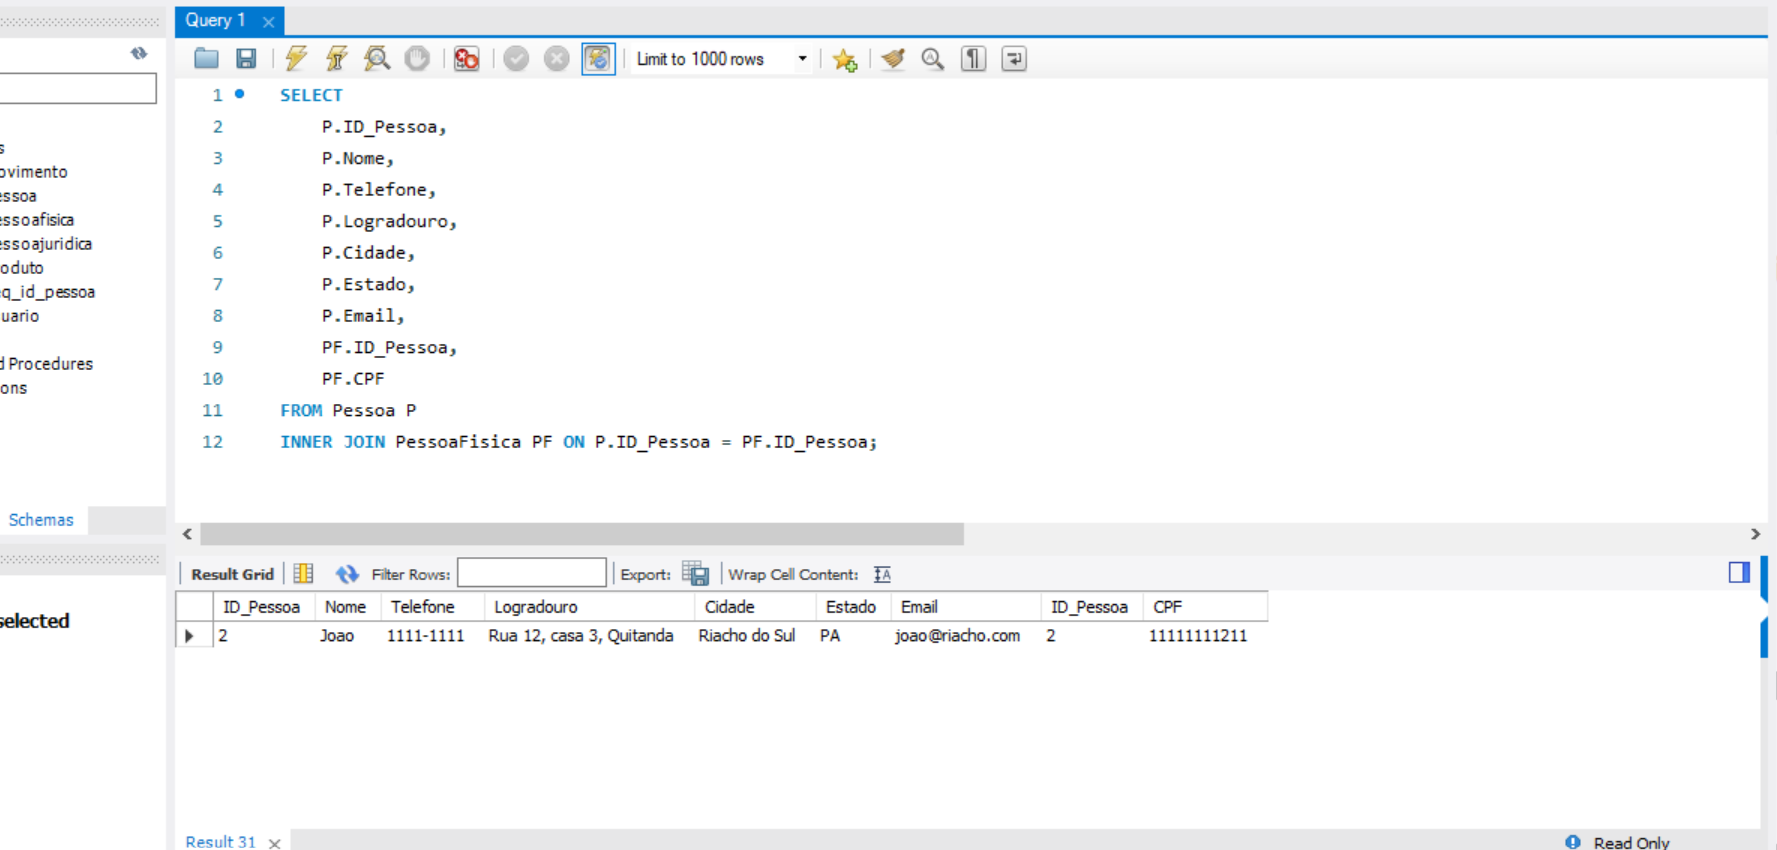 Query 1
Limit to 1000 rows
1 SELECT
2 P.ID_Pessoa,
3 P.Nome,
4 P.Telefone,
5 P.Logradouro,
6 P.Cidade,
7 P.Estado,
8 P.Email,
9 PF.ID_Pessoa,
10 PF.CPF
11 FROM Pessoa P
12 INNER JOIN PessoaFisica PF ON P.ID_Pessoa = PF.ID_Pessoa;
s
ovimento
essoa
essoafisica
essoajuridica
oduto
eq_id_pessoa
uario
d Procedures
ons
Schemas
selected
Result Grid Filter Rows: Export: Wrap Cell Content:
ID_Pessoa Nome Telefone Logradouro Cidade Estado Email ID_Pessoa CPF
2 Joao 1111-1111 Rua 12, casa 3, Quitanda Riacho do Sul PA joao@riacho.com 2 11111111211
Result 31 Read Only